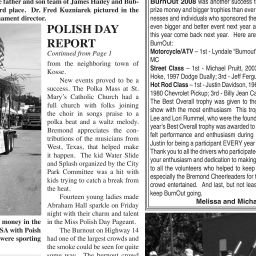 e father and son team of James Hailey and Bub-
rd place. Dr. Fred Kuzniarek pictured in the
nament director.
POLISH DAY
REPORT
Continued from Page 1
from the neighboring town of
Kosse.
New events proved to be a
success. The Polka Mass at St.
Mary's Catholic Church had a
full church with folks joining
the choir in songs praise to a
polka beat and a waltz melody.
Bremond appreciates the con-
tributions of the musicians from
West, Texas, that helped make
it happen. The kid Water Slide
and Splash organized by the City
Park Committee was a hit with
kids trying to catch a break from
the heat.
Fourteen young ladies made
Abraham Hall sparkle on Friday
night with their charm and talent
in the Miss Polish Day Pageant.
The Burnout on Highway 14
had one of the largest crowds and
the smoke could be seen for quite
some way. The
money in the
SA with Polish
were sporting
BurnOut 2008 was another success t
prize money and bigger trophies than ever
nesses and individuals who sponsored the
even bigger and better next year and we
this year come back next year. Here are
BurnOut:
Motorcycle/ATV – 1st - Lyndale "Burnout"
MC
Street Class – 1st - Michael Pruitt, 2002
Hoke, 1997 Dodge Dually; 3rd - Jeff Fergu
Hot Rod Class – 1st - Justin Davidson, 196
1980 Chevrolet Pickup; 3rd - Billy Jean Ca
The Best Overall trophy was given to the
show with the most enthusiasm. This trop
Lee and Lori Rummel, who were the found
year's Best Overall trophy was awarded to
felt performance and enthusiasm during
Justin for being a participant EVERY year
Thank you to all the drivers who participate
your enthusiasm and dedication to making
to all the volunteers who helped to keep
especially the Bremond Cheerleaders for h
crowd entertained. And last, but not leas
keep BurnOut going.
Melissa and Micha